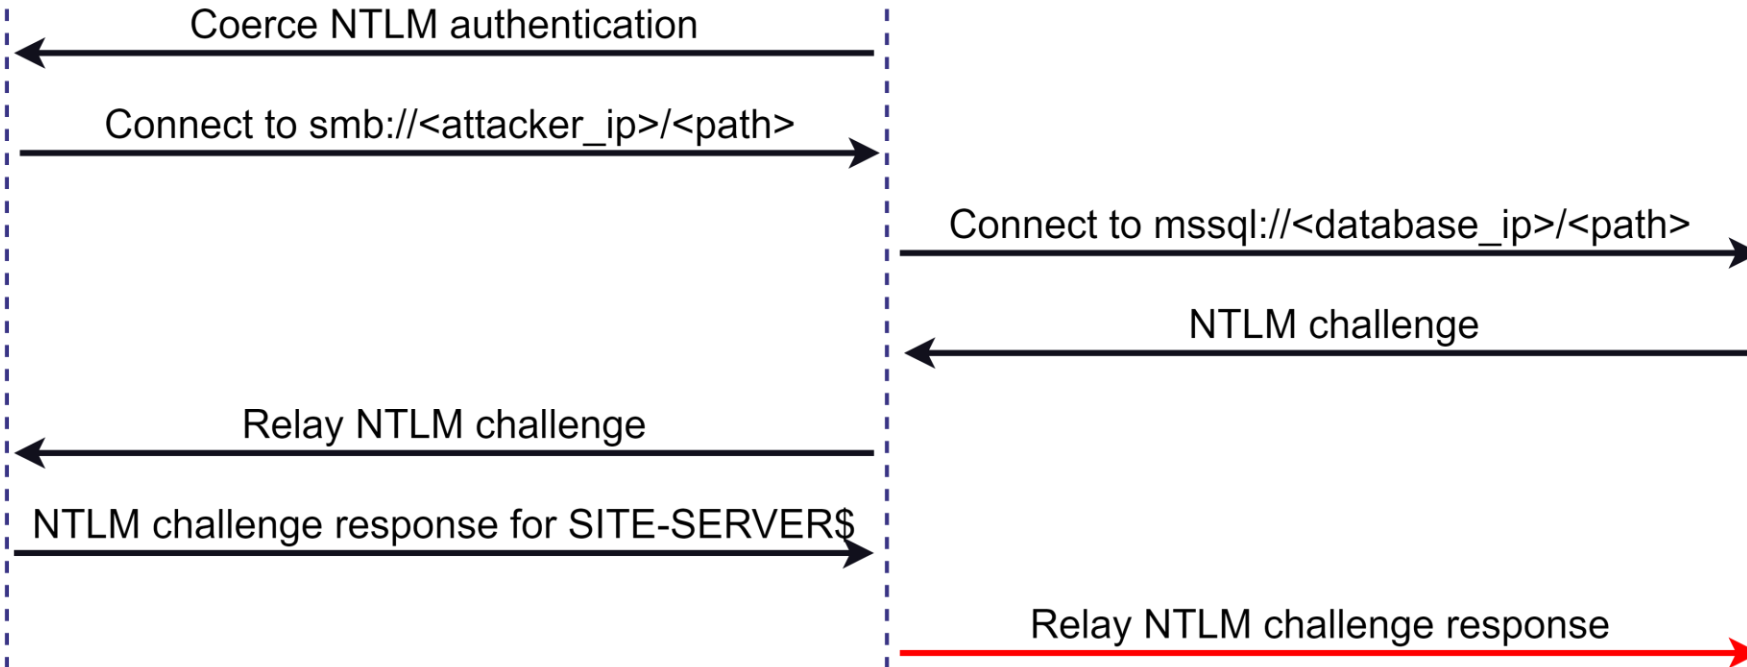 Coerce NTLM authentication
Connect to smb://<attacker_ip>/<path>
Connect to mssql://<database_ip>/<path>
NTLM challenge
Relay NTLM challenge
NTLM challenge response for SITE-SERVER$
Relay NTLM challenge response